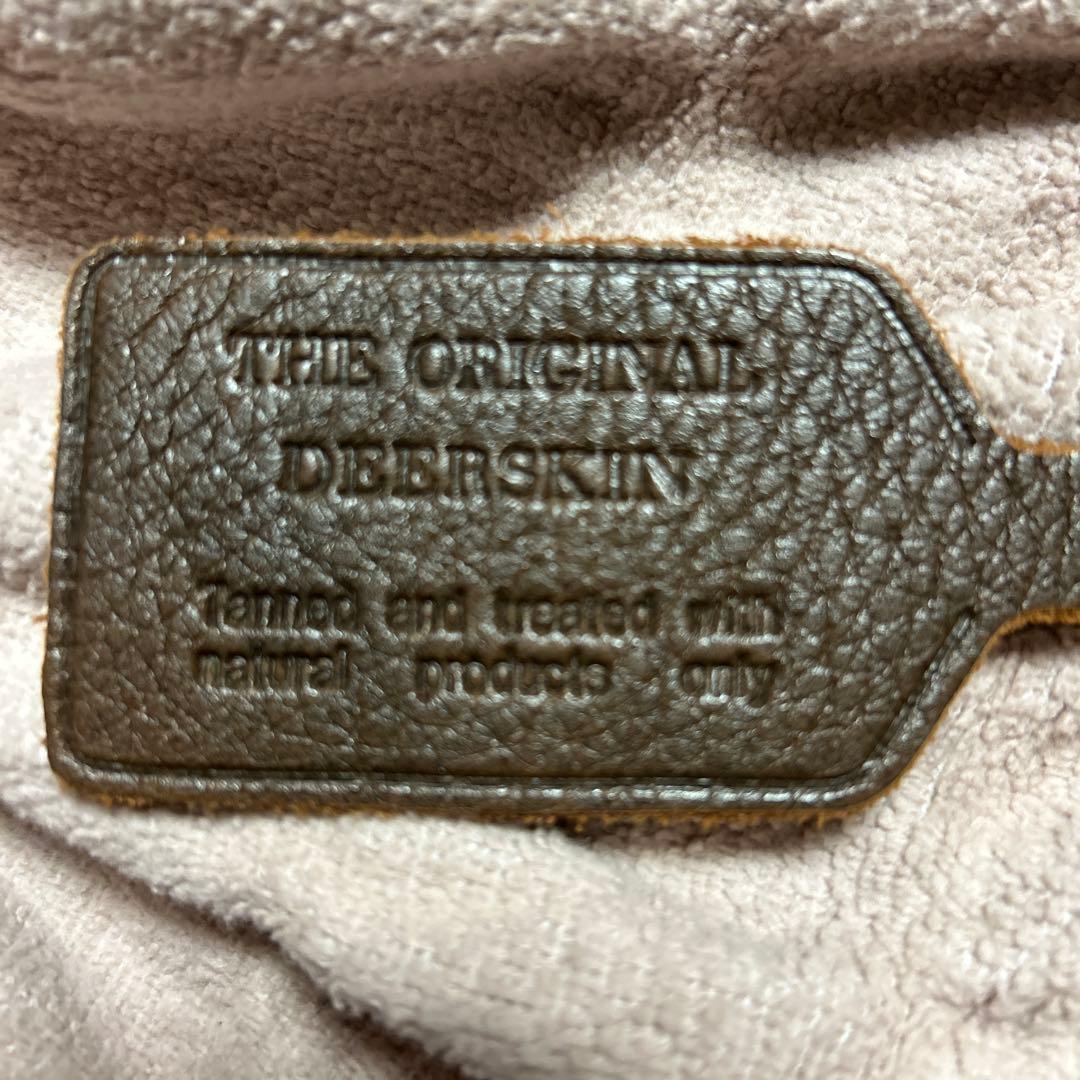 THE ORIGINAL
DEERSKIN
Tanned and treated with
natural products only